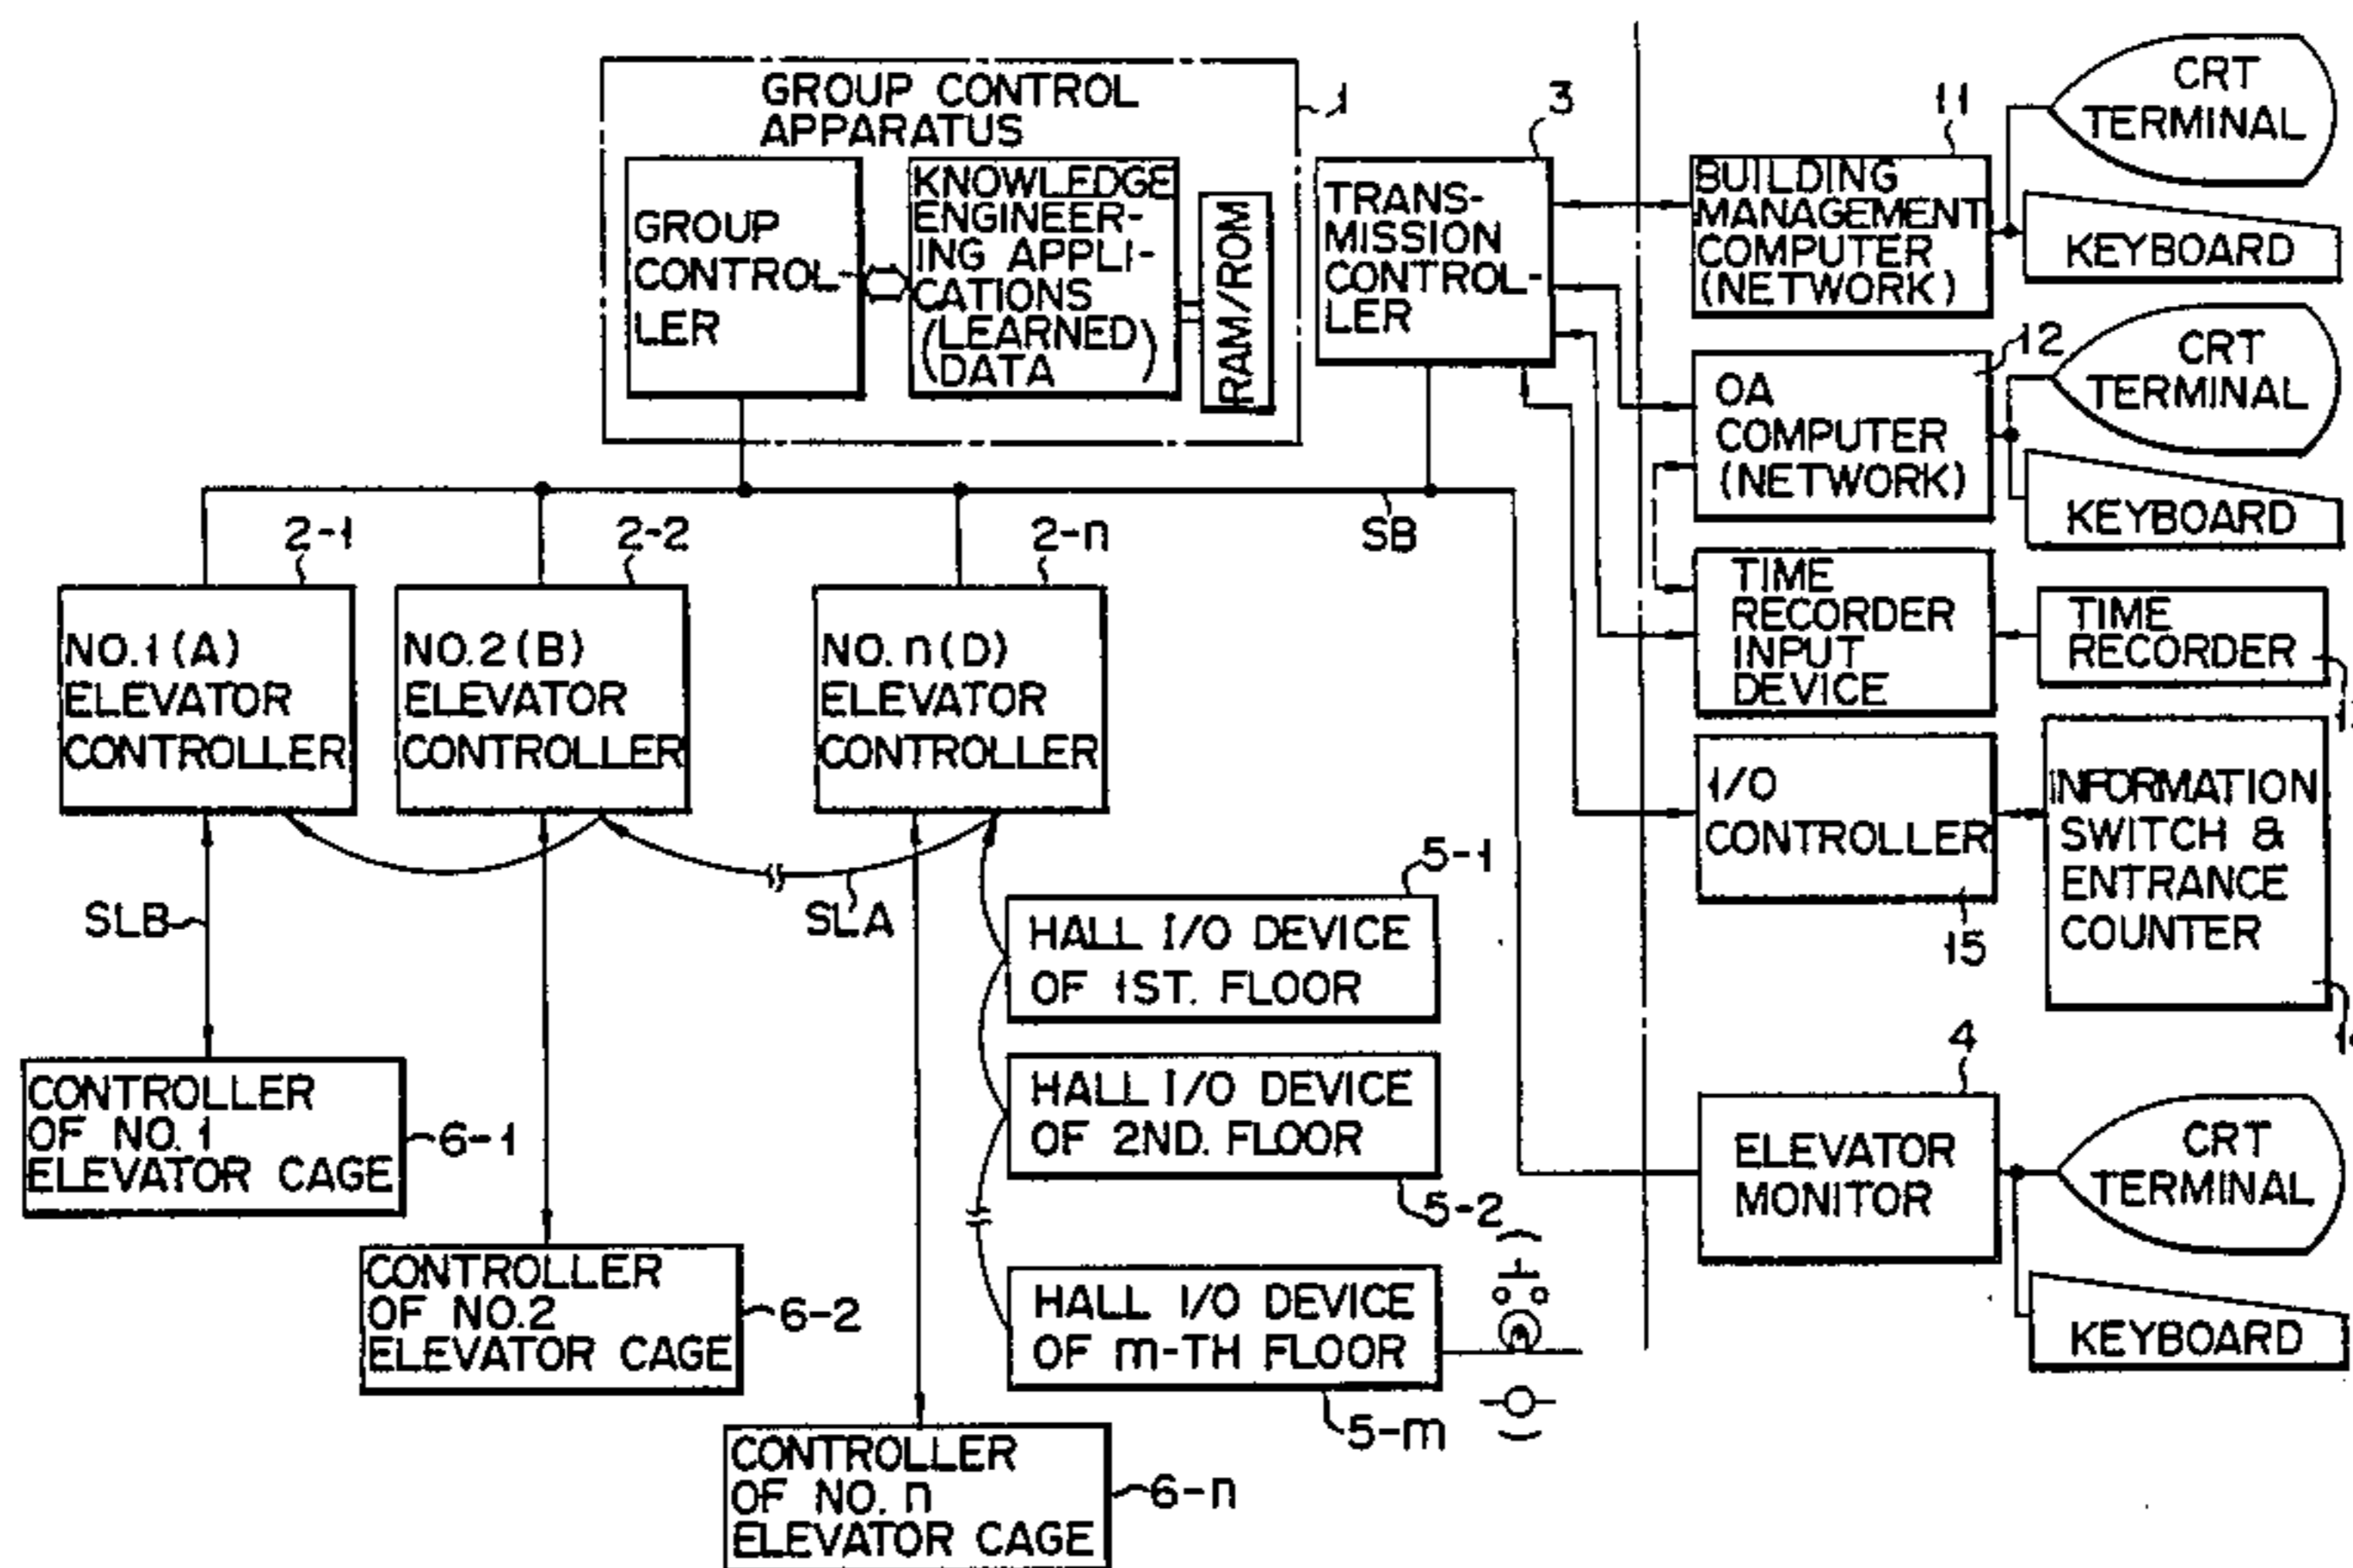 GROUP CONTROL
APPARATUS
1
GROUP
CONTROL-
LER
KNOWLEDGE
ENGINEER-
ING APPLI-
CATIONS
(LEARNED)
(DATA)
RAM/ROM
3
TRANS-
MISSION
CONTROL-
LER
11
BUILDING
MANAGEMENT
COMPUTER
(NETWORK)
CRT
TERMINAL
KEYBOARD
12
OA
COMPUTER
(NETWORK)
CRT
TERMINAL
KEYBOARD
SB
TIME
RECORDER
INPUT
DEVICE
TIME
RECORDER
I/O
CONTROLLER
15
INFORMATION
SWITCH &
ENTRANCE
COUNTER
2-1
NO.1(A)
ELEVATOR
CONTROLLER
2-2
NO.2(B)
ELEVATOR
CONTROLLER
2-n
NO.n(D)
ELEVATOR
CONTROLLER
SLB
SLA
5-1
HALL I/O DEVICE
OF 1ST. FLOOR
HALL I/O DEVICE
OF 2ND. FLOOR
5-2
HALL I/O DEVICE
OF m-TH FLOOR
5-m
4
ELEVATOR
MONITOR
CRT
TERMINAL
KEYBOARD
CONTROLLER
OF NO.1
ELEVATOR CAGE
6-1
CONTROLLER
OF NO.2
ELEVATOR CAGE
6-2
CONTROLLER
OF NO.n
ELEVATOR CAGE
6-n